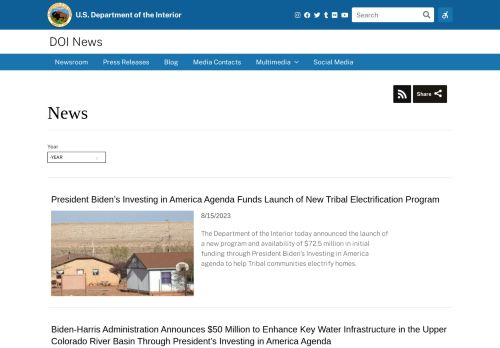 U.S. Department of the Interior
Search
DOI News
Newsroom Press Releases Blog Media Contacts Multimedia Social Media
Share
News
Year
-YEAR
President Biden's Investing in America Agenda Funds Launch of New Tribal Electrification Program
8/15/2023
The Department of the Interior today announced the launch of
a new program and availability of $72.5 million in initial
funding through President Biden's Investing in America
agenda to help Tribal communities electrify homes.
Biden-Harris Administration Announces $50 Million to Enhance Key Water Infrastructure in the Upper
Colorado River Basin Through President's Investing in America Agenda